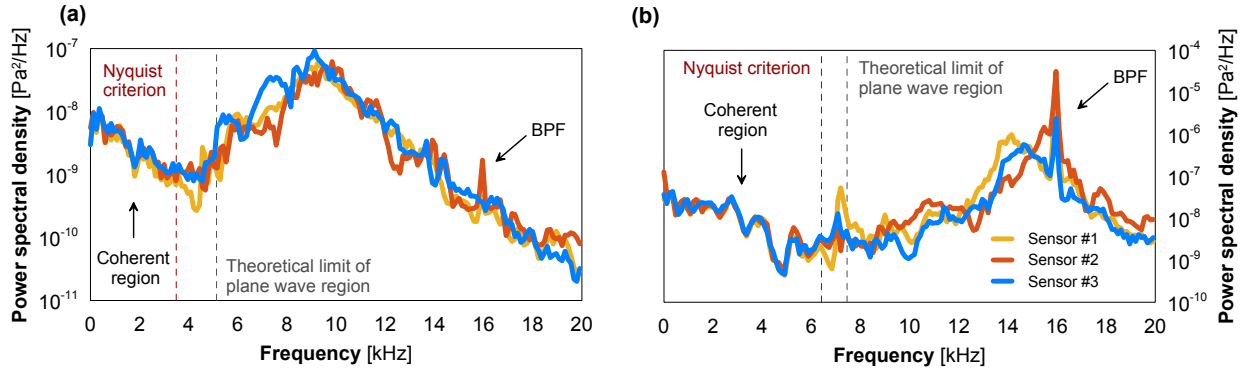 (a)
Power spectral density [Pa²/Hz]
10⁻⁷
10⁻⁸
10⁻⁹
10⁻¹⁰
10⁻¹¹
Nyquist
criterion
BPF
Coherent
region
Theoretical limit of
plane wave region
0 2 4 6 8 10 12 14 16 18 20
Frequency [kHz]
(b)
Nyquist criterion
Theoretical limit of
plane wave region
Coherent
region
BPF
Sensor #1
Sensor #2
Sensor #3
10⁻⁴
10⁻⁵
10⁻⁶
10⁻⁷
10⁻⁸
10⁻⁹
10⁻¹⁰
Power spectral density [Pa²/Hz]
0 2 4 6 8 10 12 14 16 18 20
Frequency [kHz]